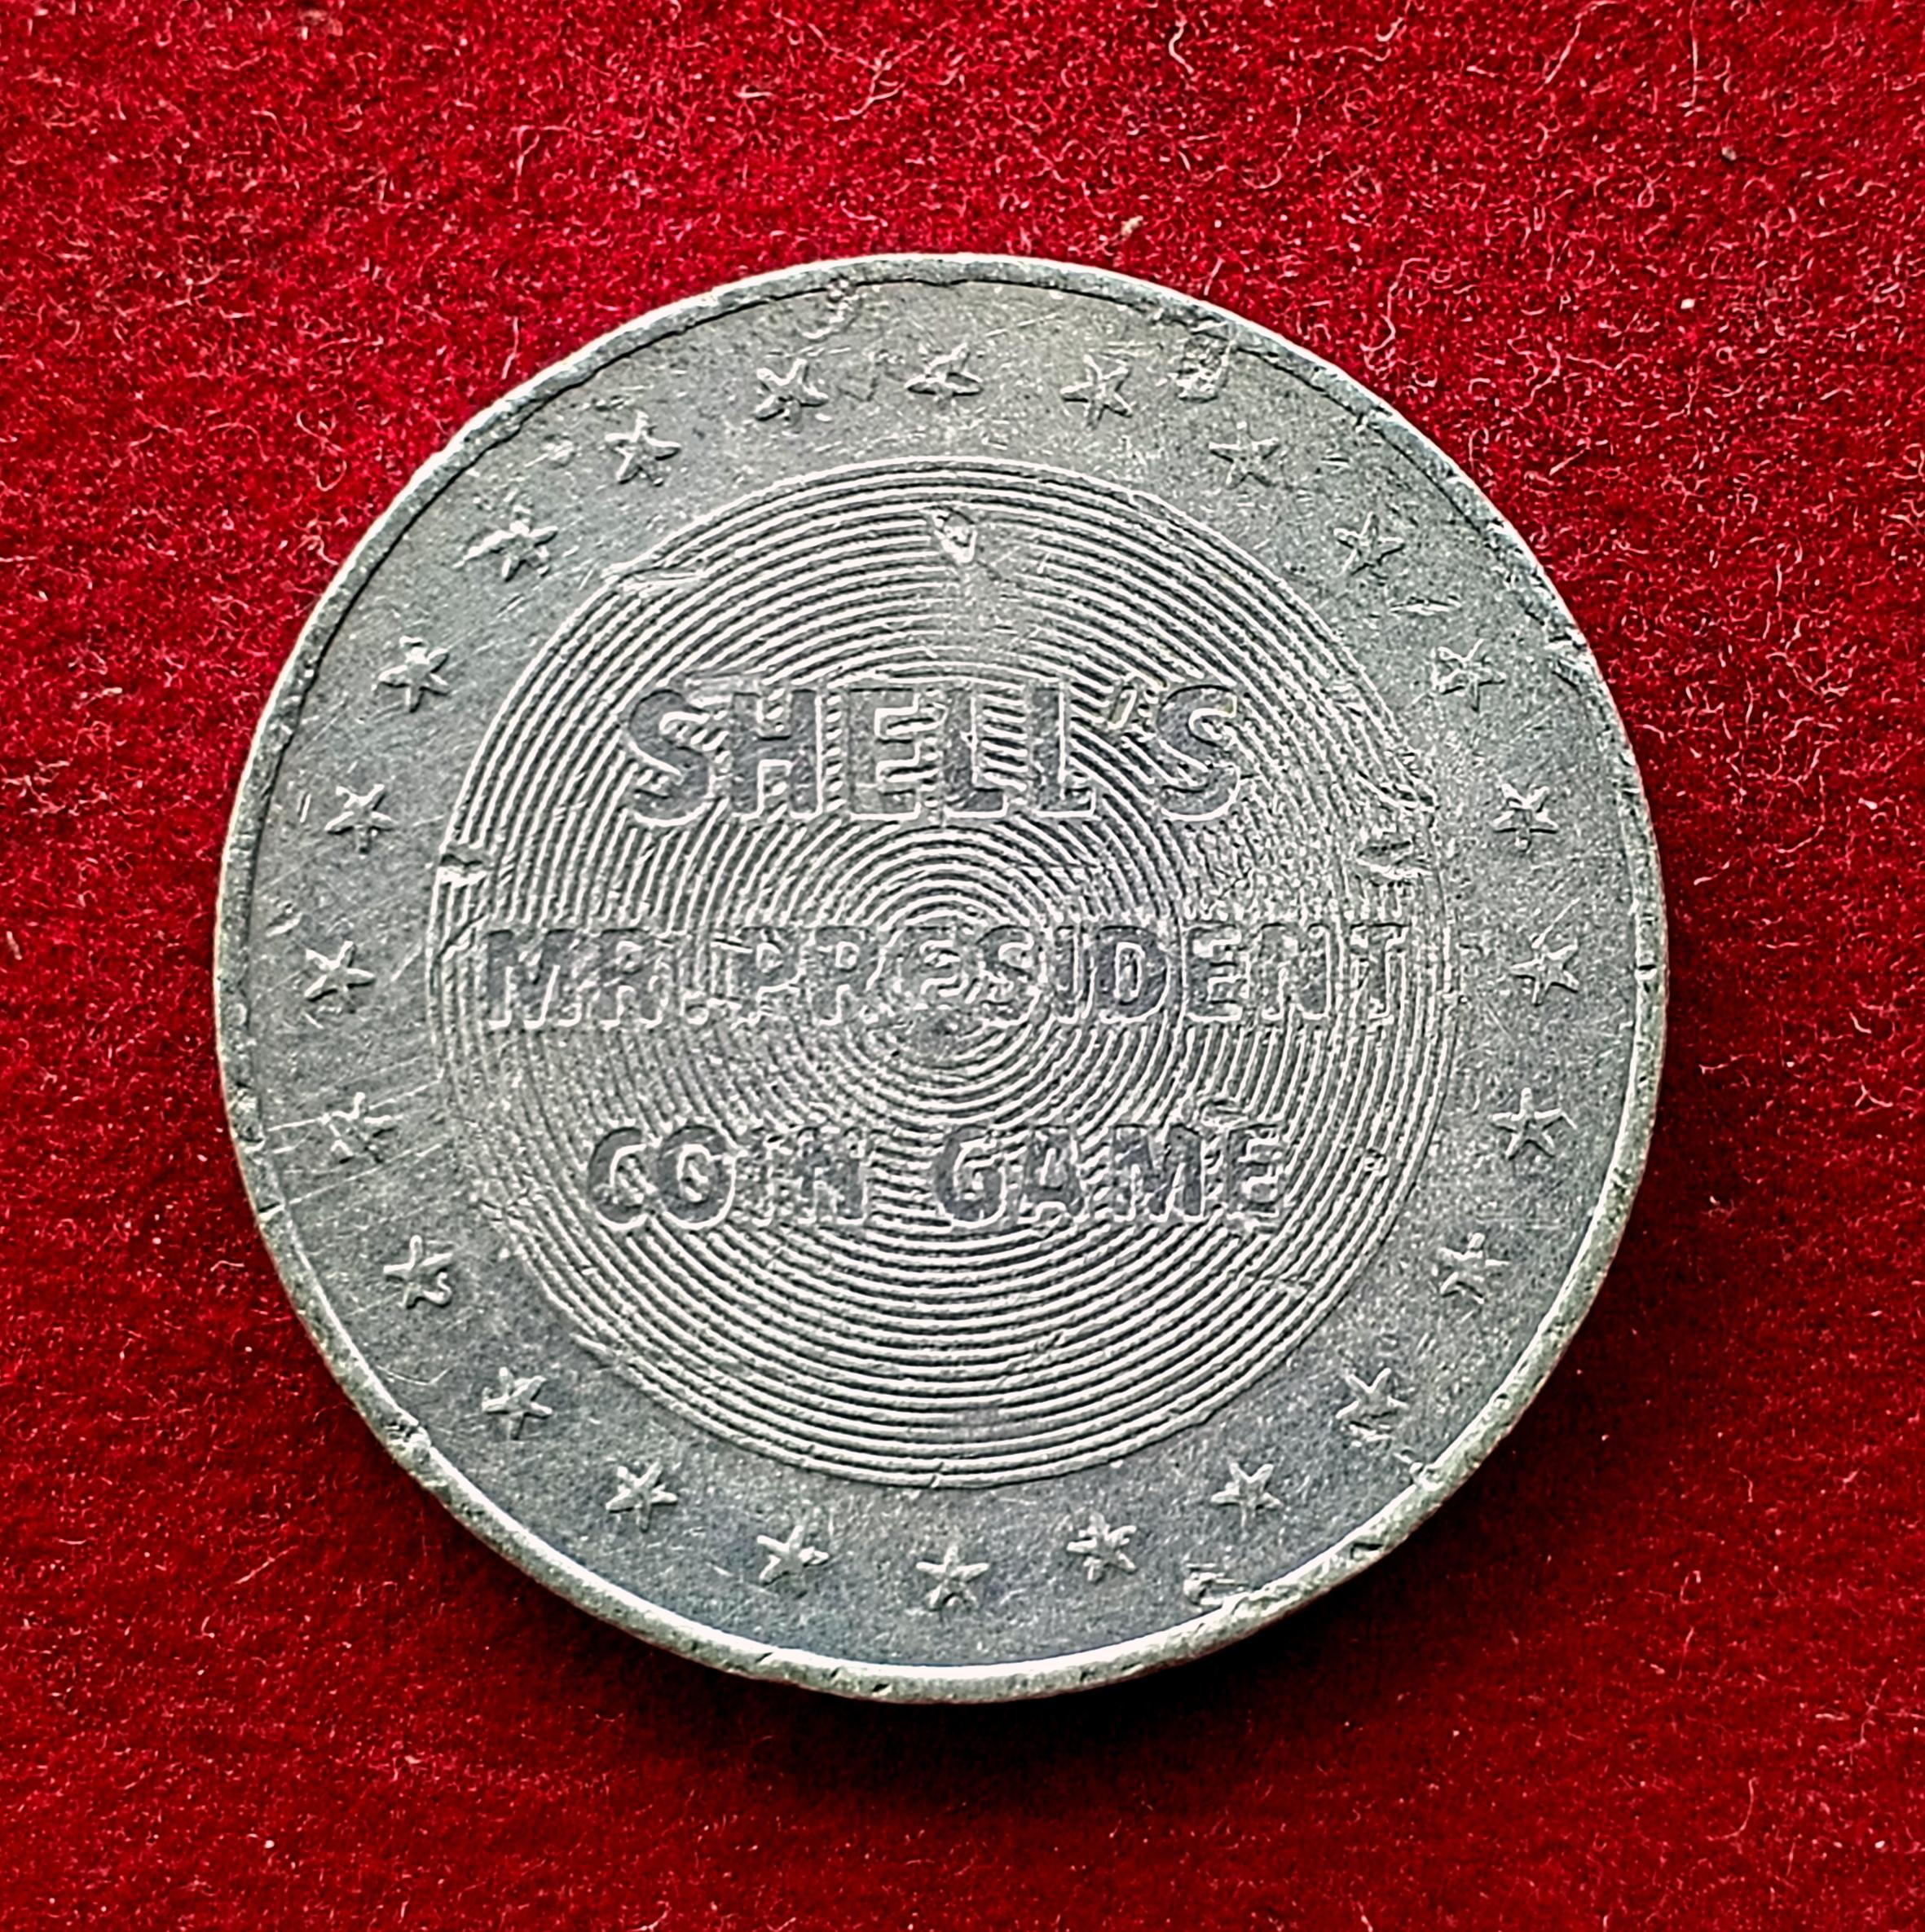 SHELL'S
MR. PRESIDENT
COIN GAME